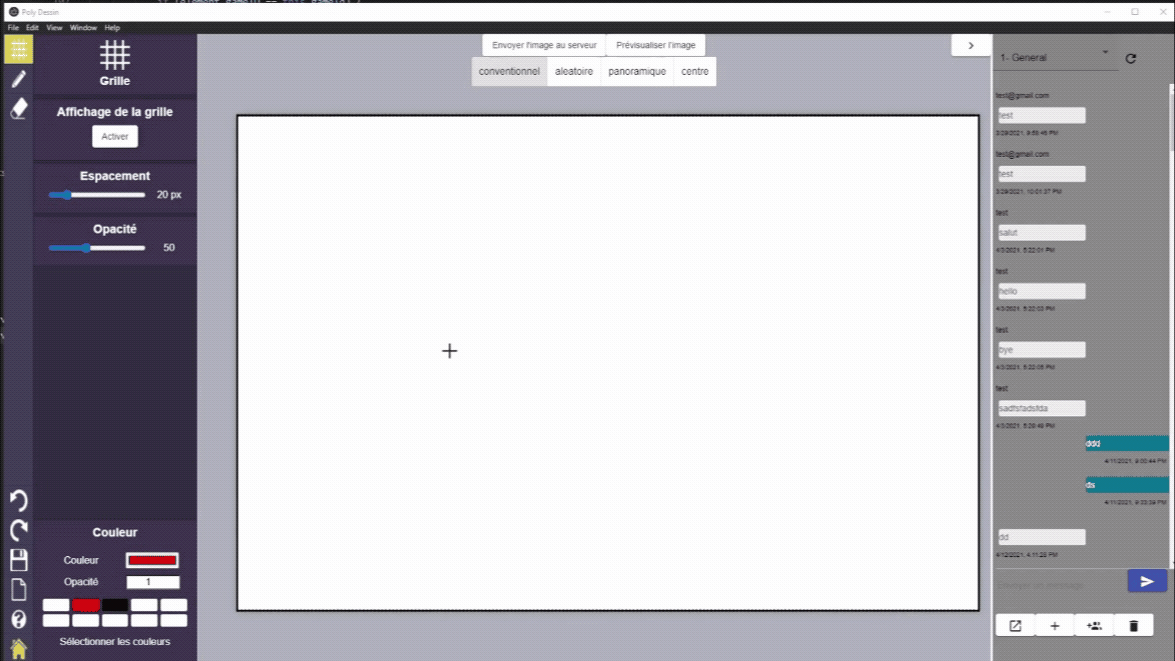 Poly Dessin
File Edit View Window Help
Grille
Affichage de la grille
Activer
Espacement
20 px
Opacité
50
Couleur
Couleur
Opacité
1
Sélectionner les couleurs
Envoyer l'image au serveur
Prévisualiser l'image
conventionnel
aleatoire
panoramique
centre
1- General
test@gmail.com
test
3/29/2021, 9:59:46 PM
test@gmail.com
test
3/29/2021, 10:01:37 PM
test
salut
4/3/2021, 5:22:01 PM
test
hello
4/3/2021, 5:22:03 PM
test
bye
4/3/2021, 5:22:05 PM
test
4/3/2021, 5:29:49 PM
ddd
4/11/2021, 9:00:44 PM
ds
4/11/2021, 9:33:39 PM
dd
4/12/2021, 4:11:23 PM